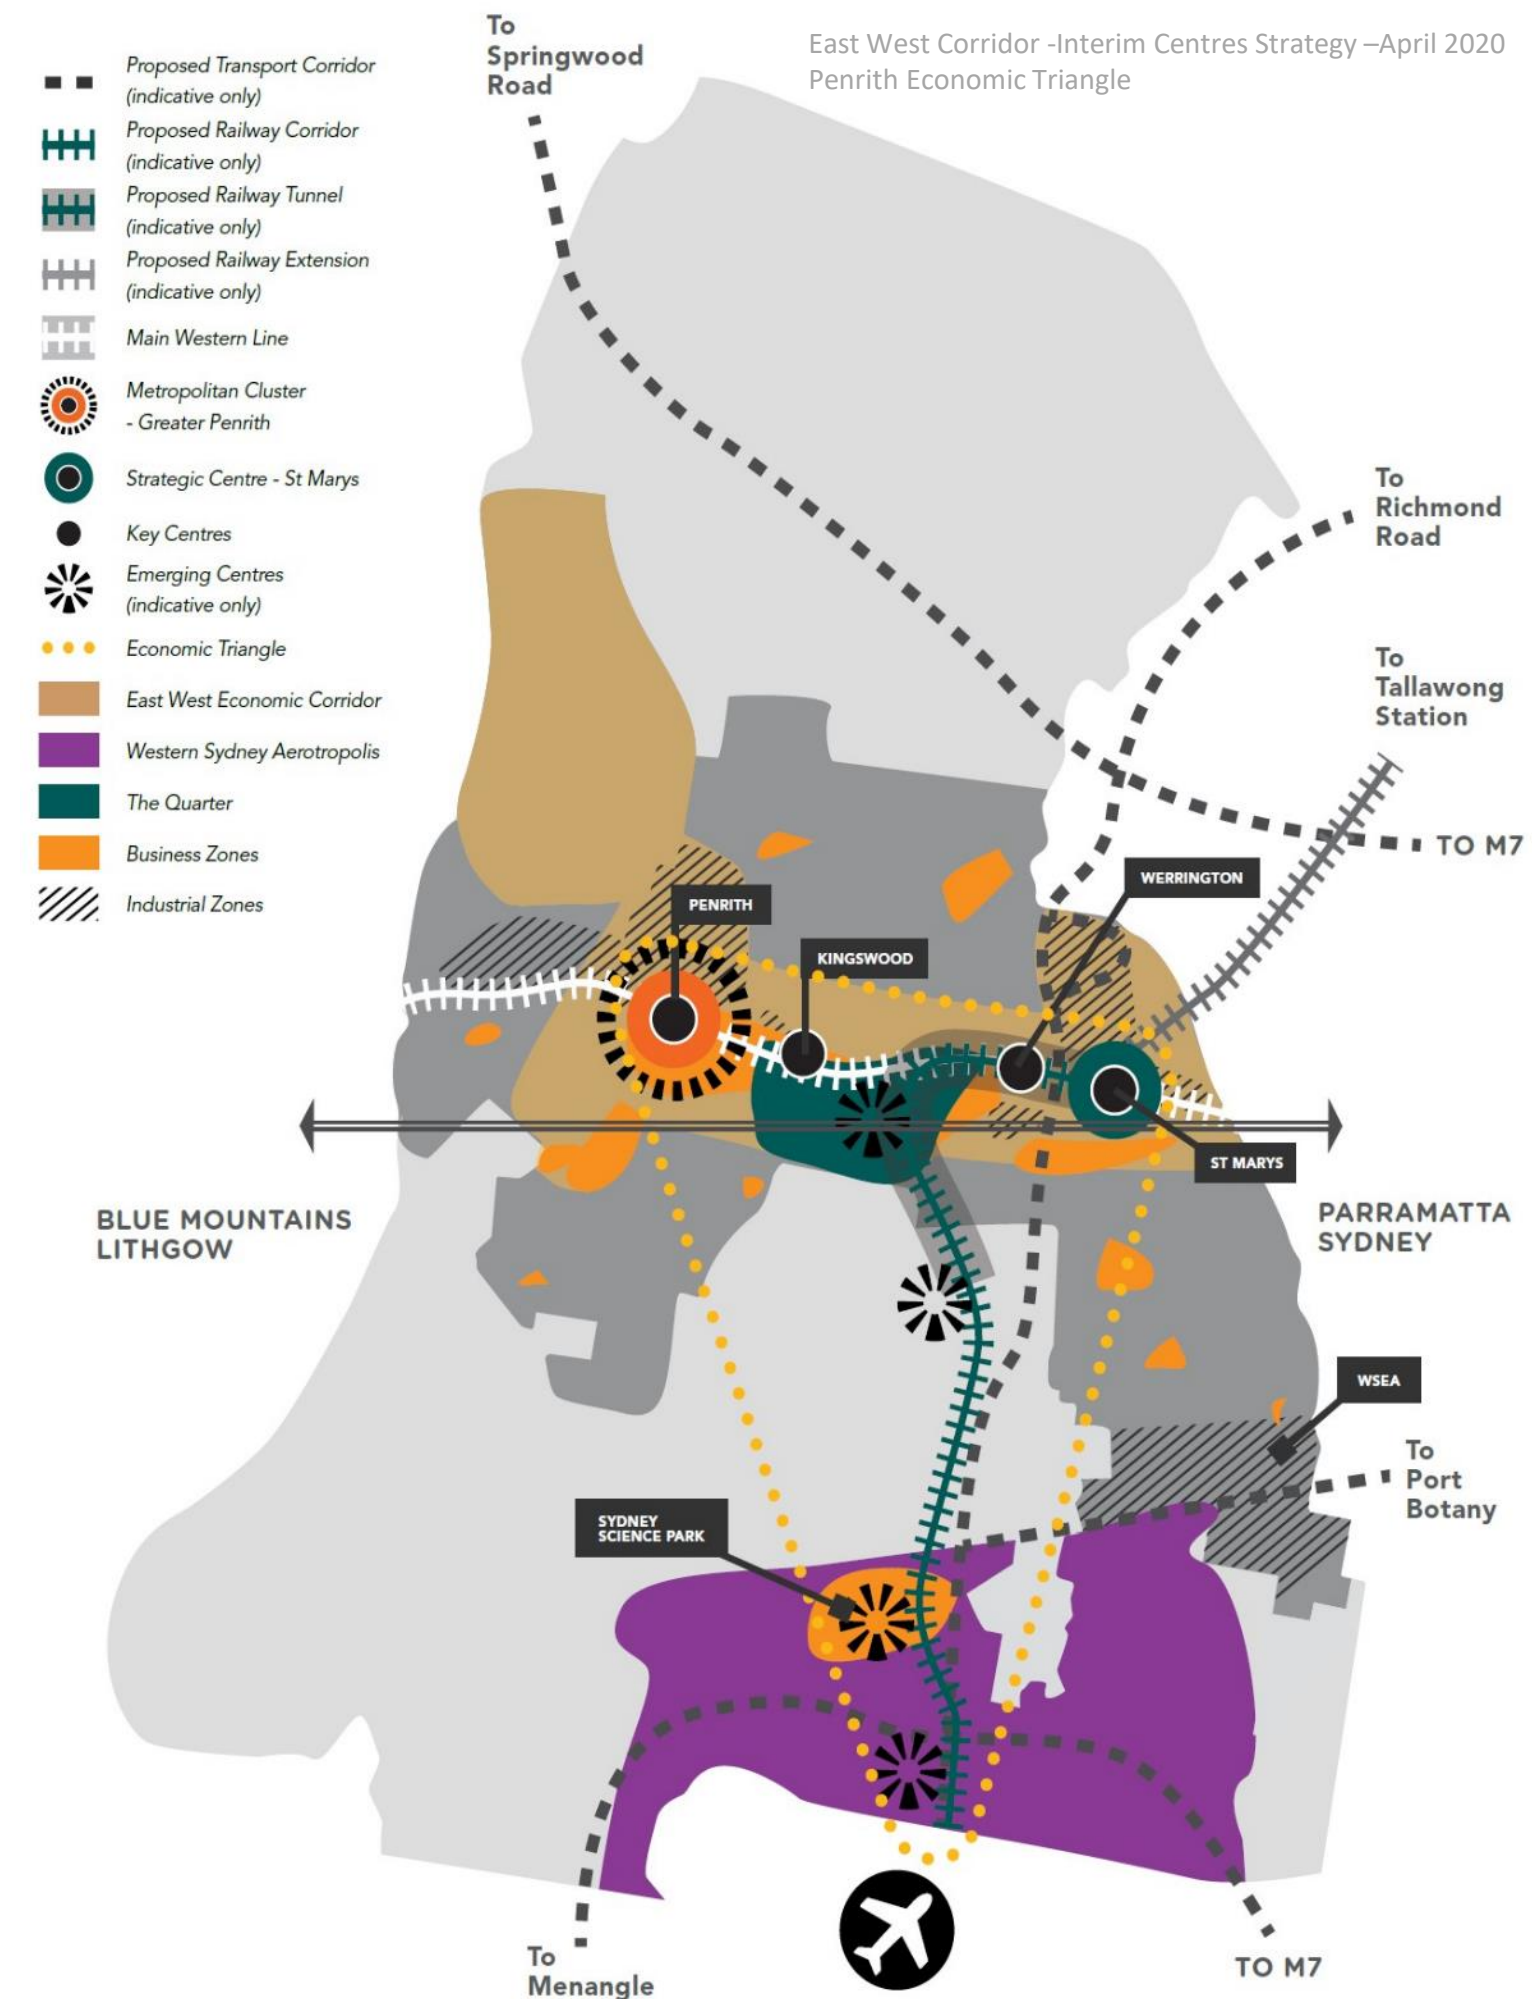 East West Corridor -Interim Centres Strategy –April 2020
Penrith Economic Triangle
Proposed Transport Corridor
(indicative only)
Proposed Railway Corridor
(indicative only)
Proposed Railway Tunnel
(indicative only)
Proposed Railway Extension
(indicative only)
Main Western Line
Metropolitan Cluster
- Greater Penrith
Strategic Centre - St Marys
Key Centres
Emerging Centres
(indicative only)
Economic Triangle
East West Economic Corridor
Western Sydney Aerotropolis
The Quarter
Business Zones
Industrial Zones
To
Springwood
Road
To
Richmond
Road
To
Tallawong
Station
TO M7
WERRINGTON
PENRITH
KINGSWOOD
ST MARYS
BLUE MOUNTAINS
LITHGOW
PARRAMATTA
SYDNEY
WSEA
To
Port
Botany
SYDNEY
SCIENCE PARK
To
Menangle
TO M7